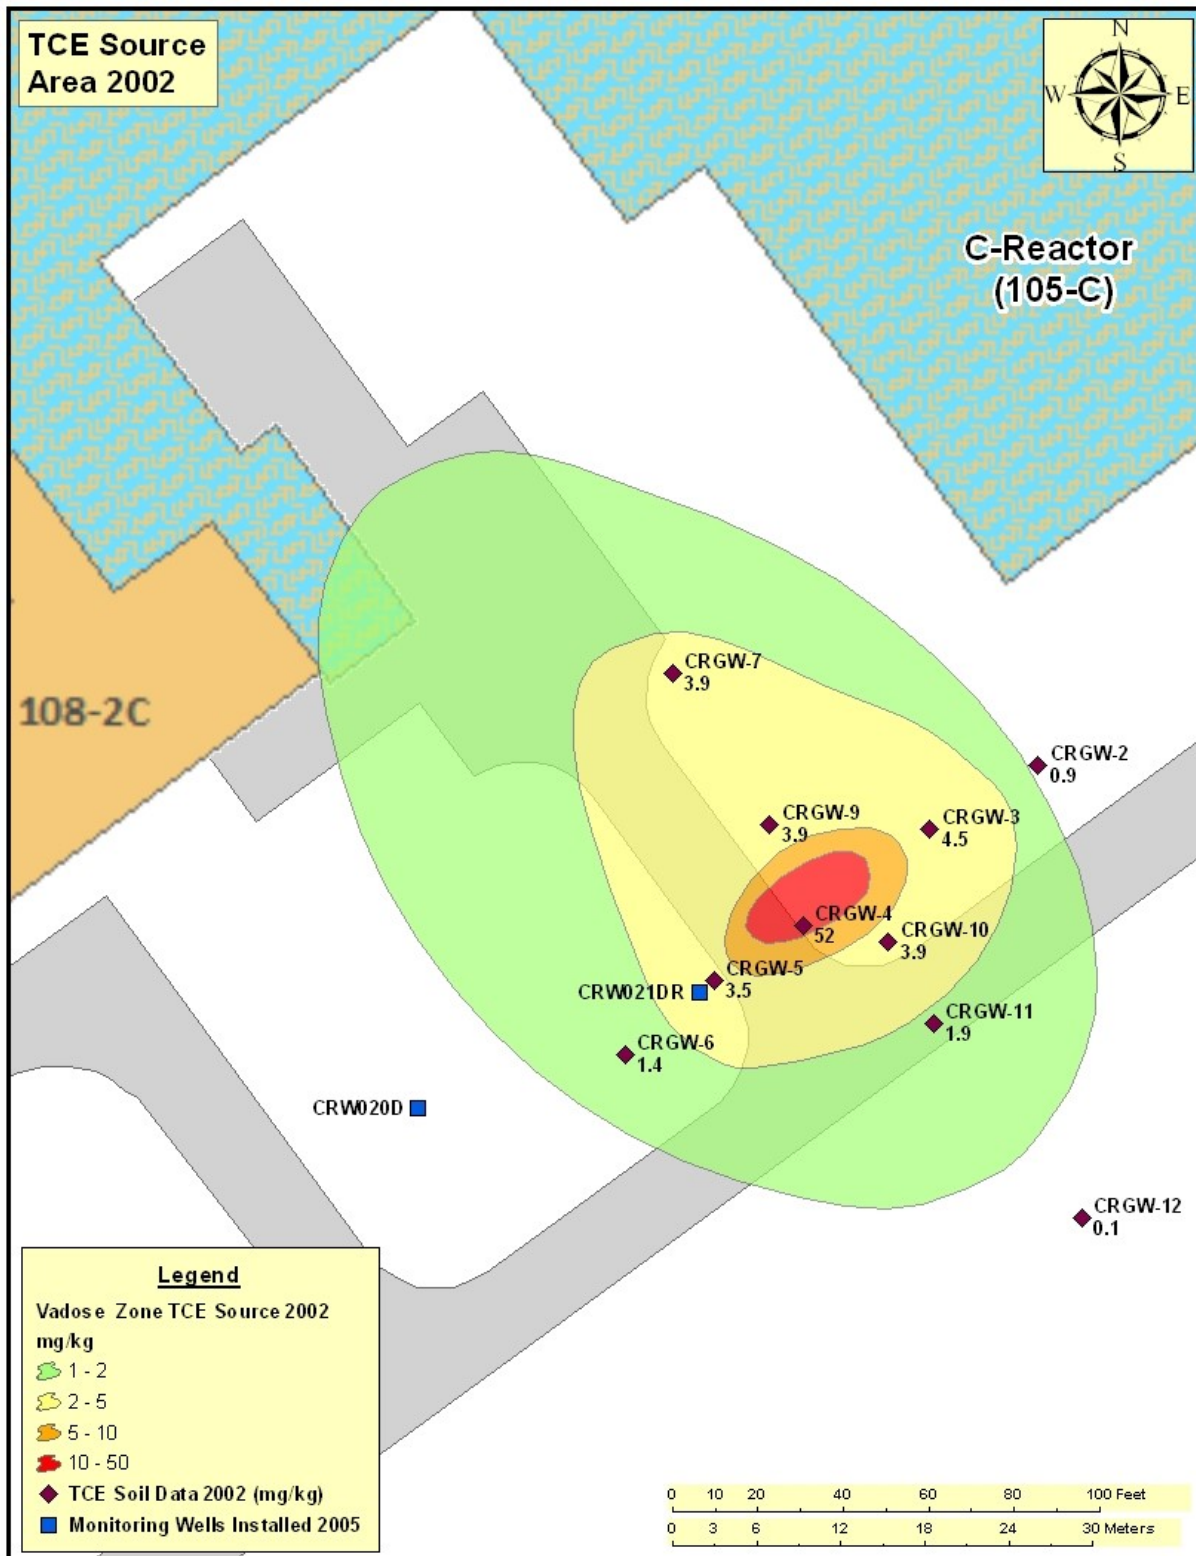 TCE Source
Area 2002
N
W
E
S
C-Reactor
(105-C)
108-2C
CRGW-7
3.9
CRGW-2
0.9
CRGW-9
3.9
CRGW-3
4.5
CRGW-4
52
CRGW-10
3.9
CRGW-5
3.5
CRW021DR
CRGW-11
1.9
CRGW-6
1.4
CRW020D
CRGW-12
0.1
Legend
Vadose Zone TCE Source 2002
mg/kg
1 - 2
2 - 5
5 - 10
10 - 50
TCE Soil Data 2002 (mg/kg)
Monitoring Wells Installed 2005
0 10 20 40 60 80 100 Feet
0 3 6 12 18 24 30 Meters